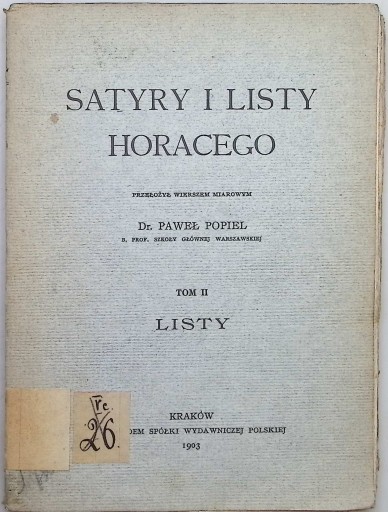 SATYRY I LISTY
HORACEGO
PRZEŁOŻYŁ WIERSZEM MIAROWYM
Dr. PAWEŁ POPIEL
B. PROF. SZKOŁY GŁÓWNEJ WARSZAWSKIEJ
TOM II
LISTY
KRAKÓW
DEM SPÓŁKI WYDAWNICZEJ POLSKIEJ
1903
26